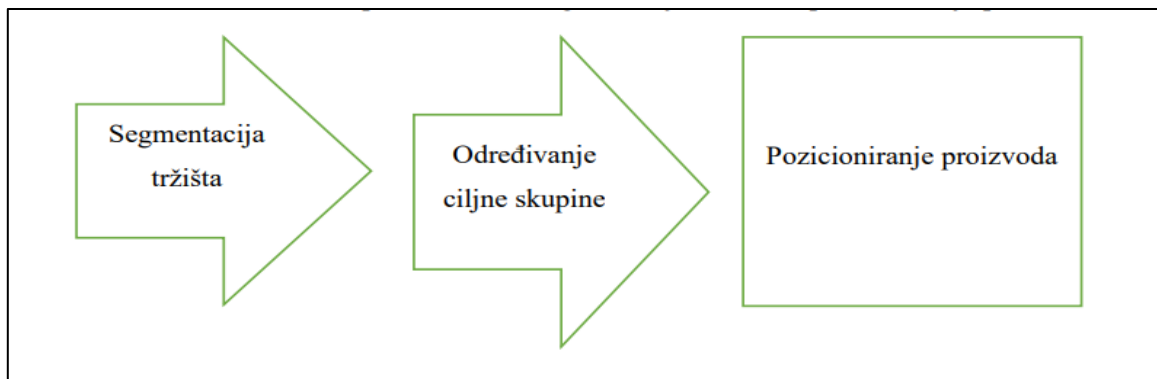 Segmentacija
tržišta
Određivanje
ciljne skupine
Pozicioniranje proizvoda